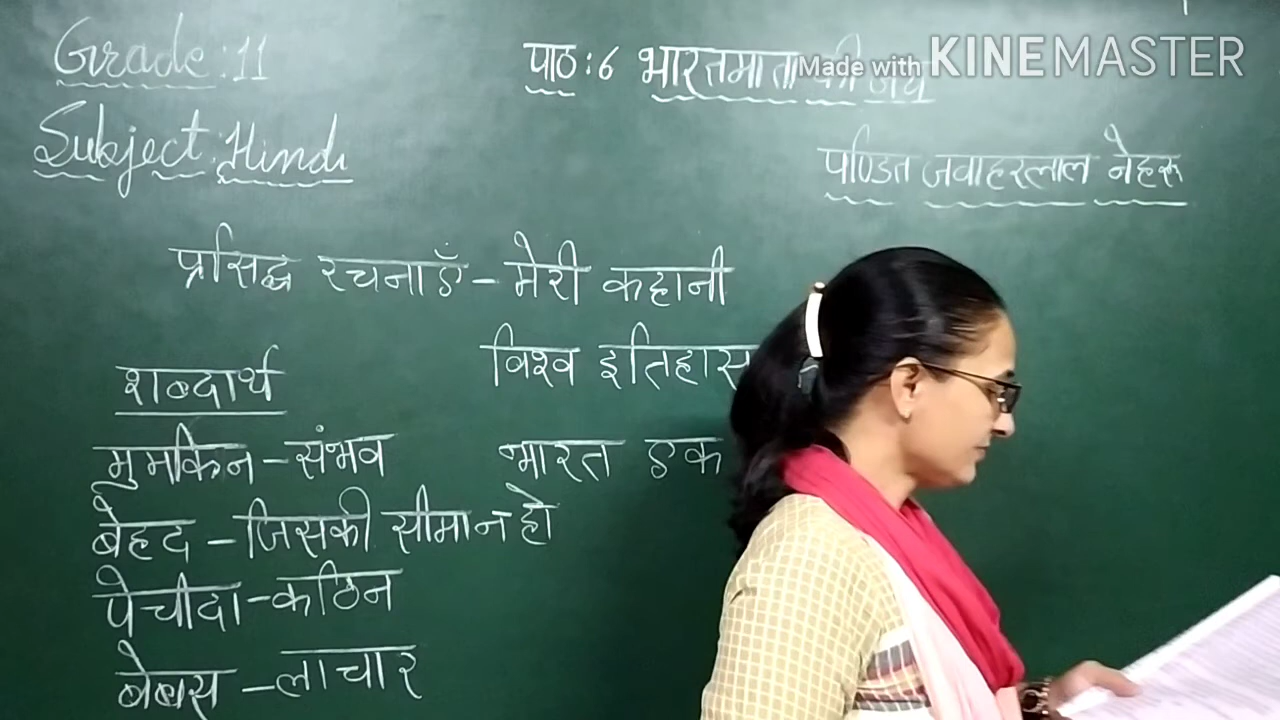 Grade : 11
पाठ : 6 भारतमाता की जय
Made with KINEMASTER
Subject : Hindi
पण्डित जवाहरलाल नेहरू
प्रसिद्ध रचनाएँ - मेरी कहानी
विश्व इतिहास
शब्दार्थ
मुमकिन - संभव
भारत एक
बेहद - जिसकी सीमा न हो
पेचीदा - कठिन
बेबस - लाचार